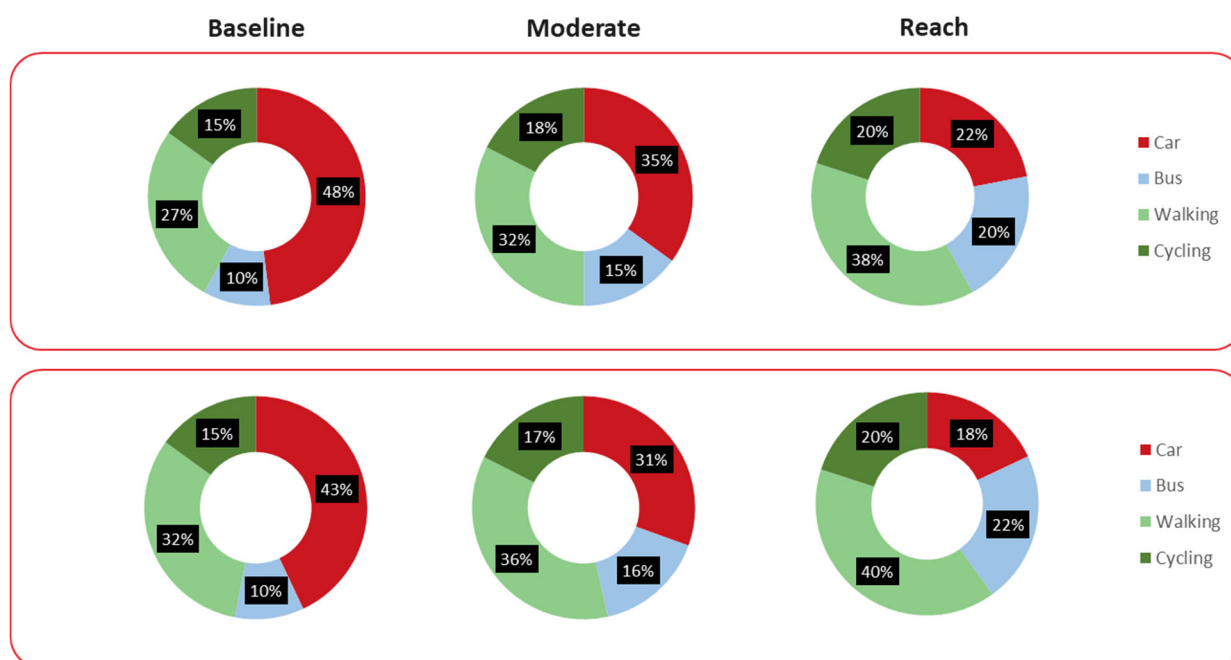 Baseline
Moderate
Reach
15%
48%
27%
10%
18%
35%
32%
15%
20%
22%
20%
38%
Car
Bus
Walking
Cycling
15%
43%
32%
10%
17%
31%
36%
16%
20%
18%
22%
40%
Car
Bus
Walking
Cycling